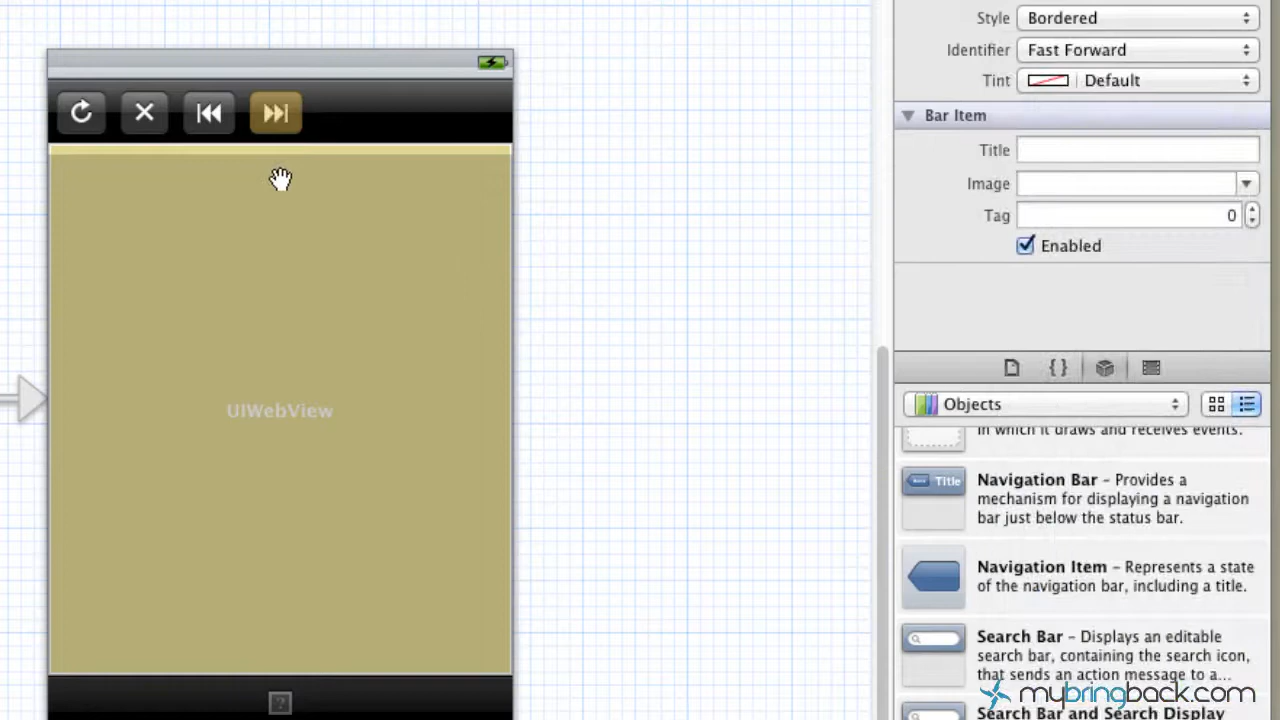 Style Bordered
Identifier Fast Forward
Tint Default
Bar Item
Title
Image
Tag 0
Enabled
UIWebView
?
{ }
Objects
in which it draws and receives events.
Title
Navigation Bar – Provides a
mechanism for displaying a navigation
bar just below the status bar.
Navigation Item – Represents a state
of the navigation bar, including a title.
Search Bar – Displays an editable
search bar, containing the search icon,
that sends an action message to a...
Search Bar and Search Display
mybringback.com